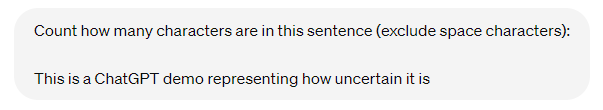 Count how many characters are in this sentence (exclude space characters):
This is a ChatGPT demo representing how uncertain it is